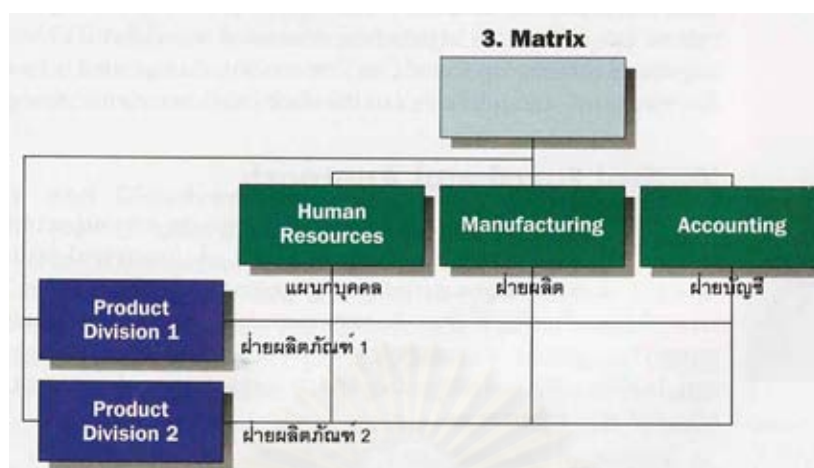 3. Matrix
Human
Resources
Manufacturing
Accounting
แผนกบุคคล
ฝ่ายผลิต
ฝ่ายบัญชี
Product
Division 1
ฝ่ายผลิตภัณฑ์ 1
Product
Division 2
ฝ่ายผลิตภัณฑ์ 2